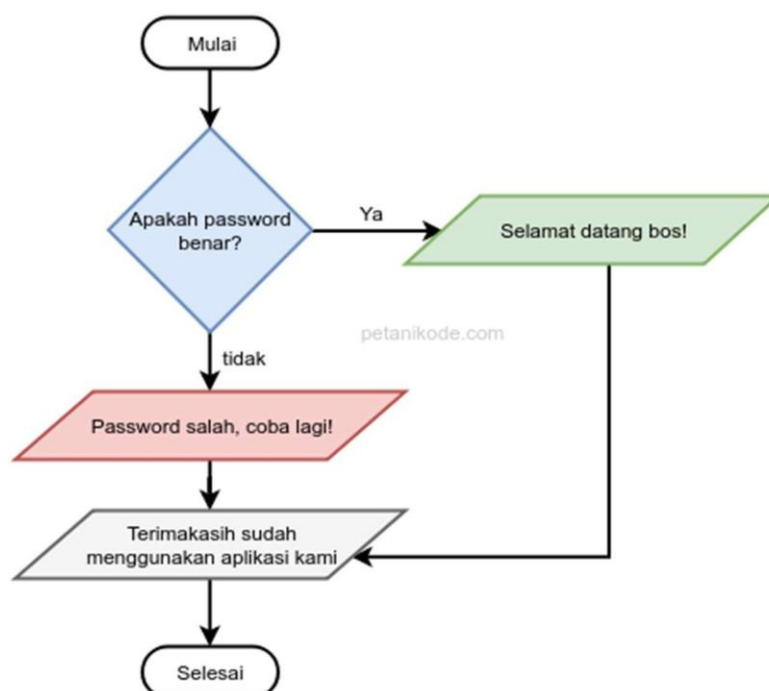 Mulai
Apakah password
benar?
Ya
Selamat datang bos!
petanikode.com
tidak
Password salah, coba lagi!
Terimakasih sudah
menggunakan aplikasi kami
Selesai